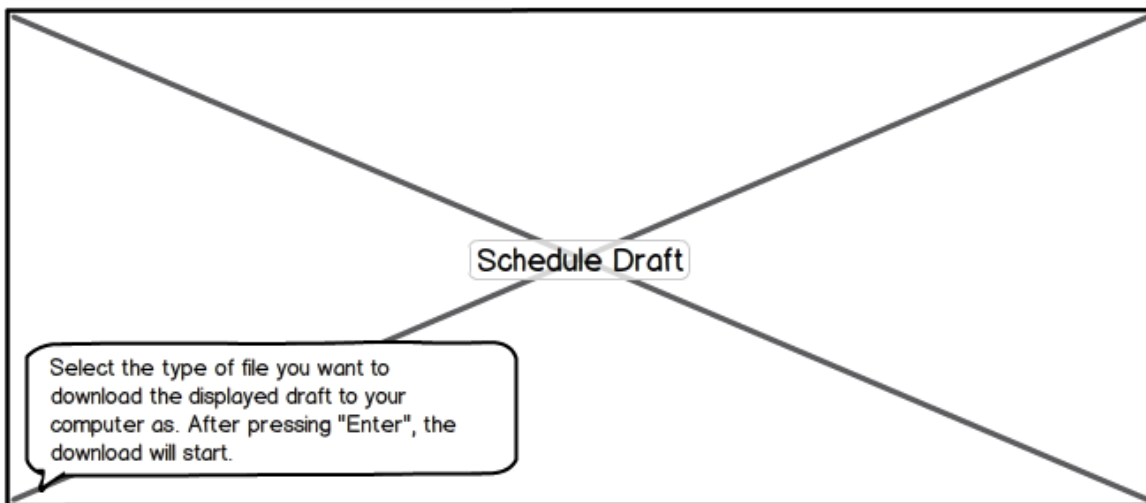 Schedule Draft
Select the type of file you want to
download the displayed draft to your
computer as. After pressing "Enter", the
download will start.